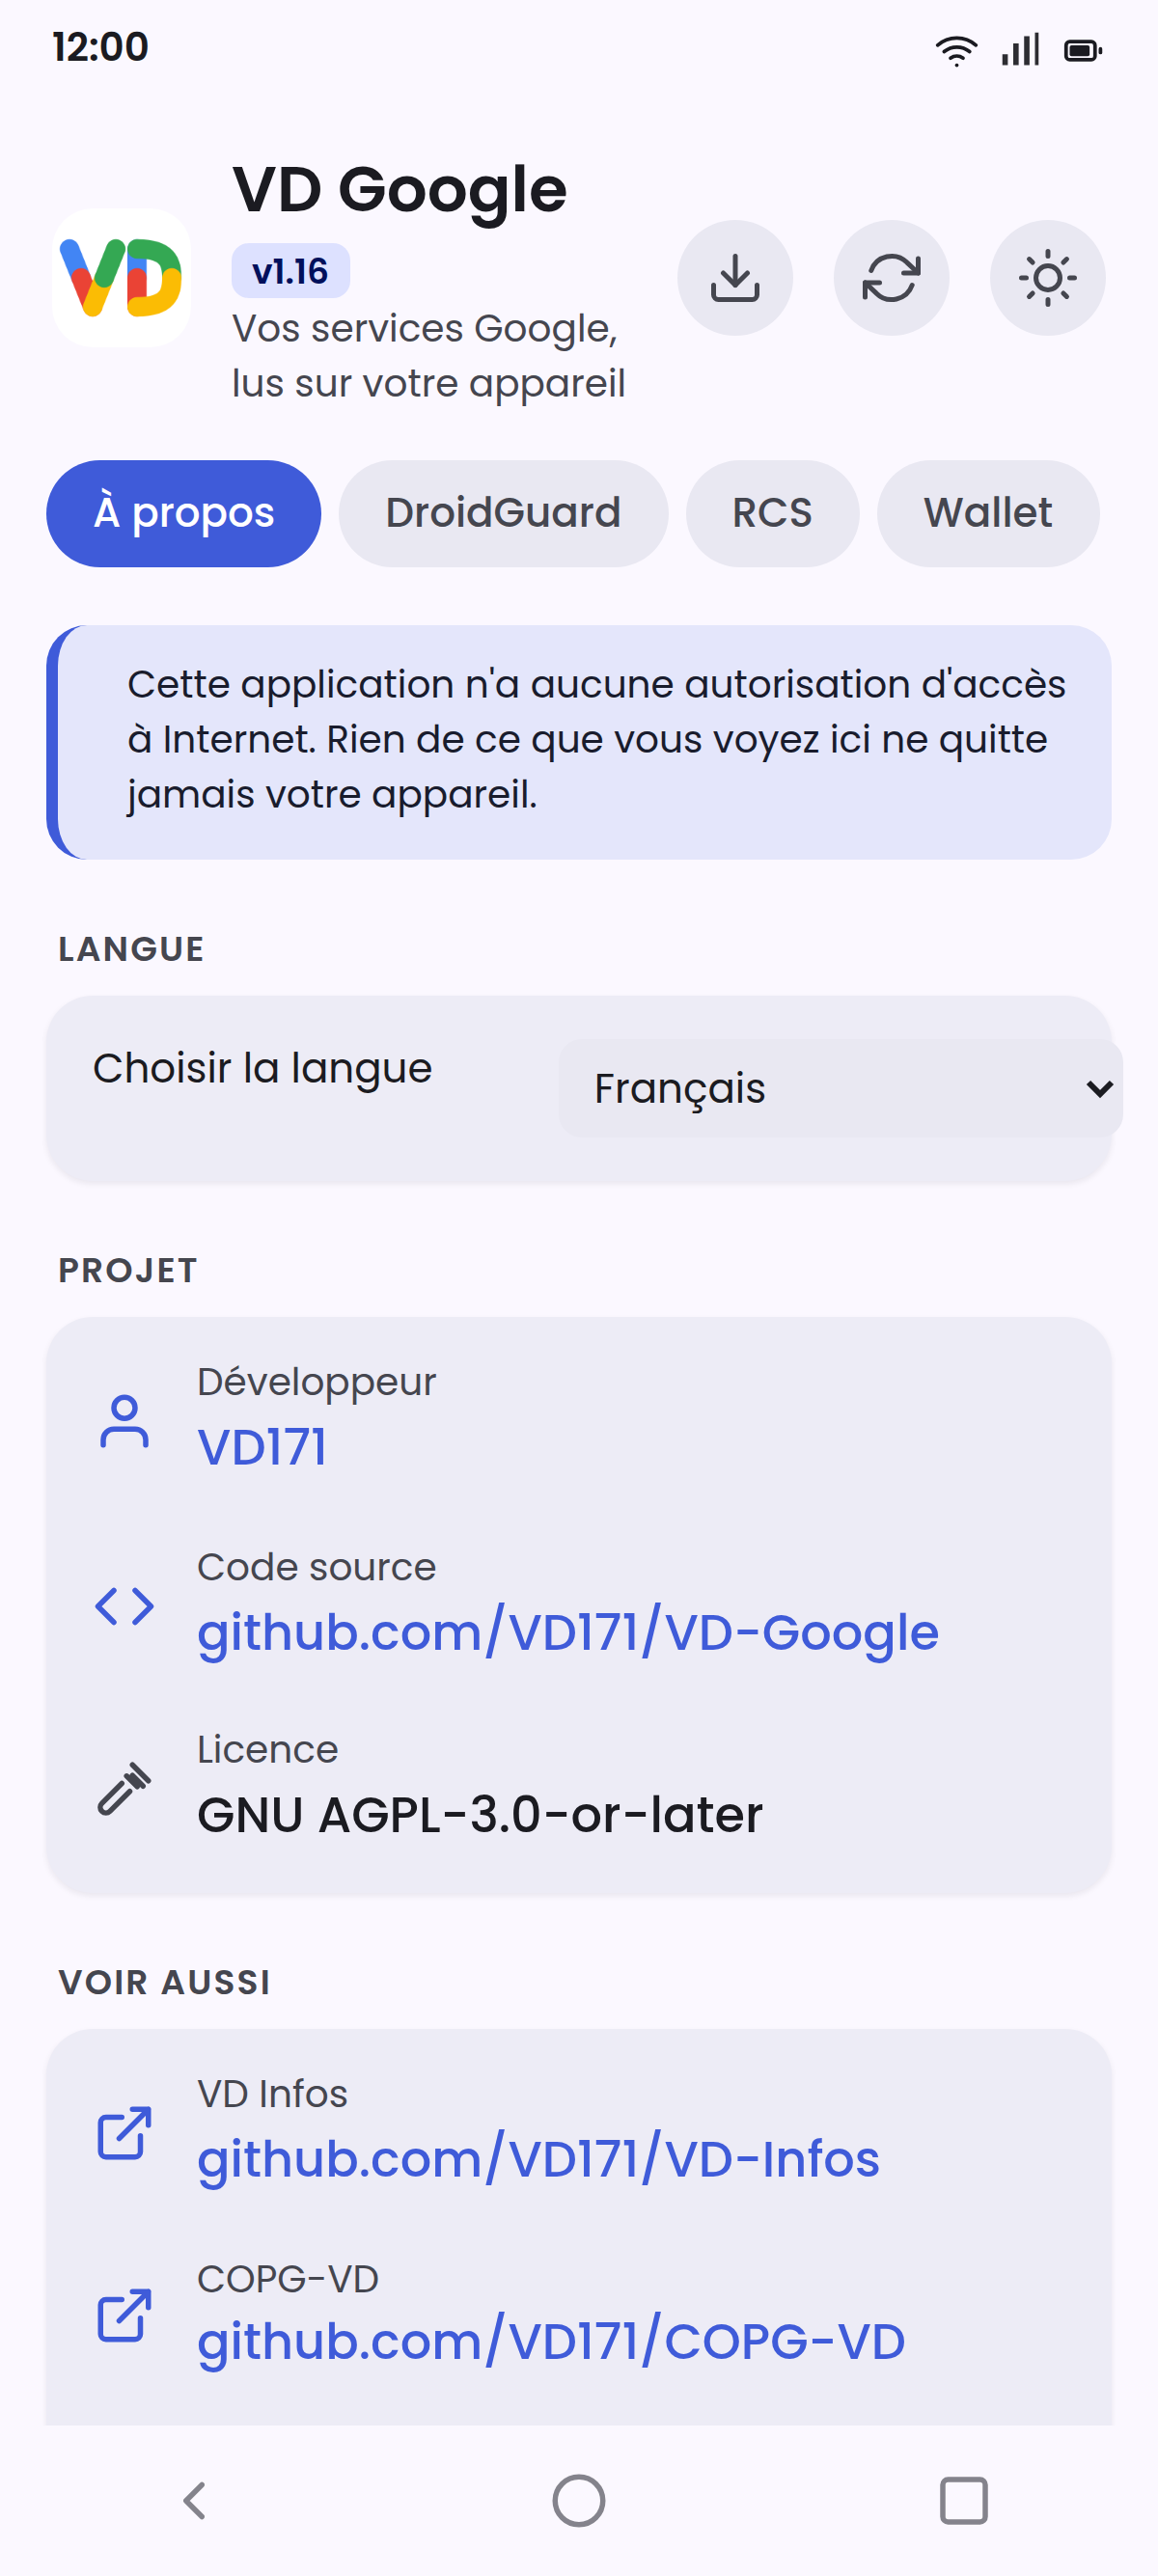 12:00
VD
VD Google
v1.16
Vos services Google,
lus sur votre appareil
À propos
DroidGuard
RCS
Wallet
Cette application n'a aucune autorisation d'accès
à Internet. Rien de ce que vous voyez ici ne quitte
jamais votre appareil.
LANGUE
Choisir la langue
Français
PROJET
Développeur
VD171
Code source
github.com/VD171/VD-Google
Licence
GNU AGPL-3.0-or-later
VOIR AUSSI
VD Infos
github.com/VD171/VD-Infos
COPG-VD
github.com/VD171/COPG-VD